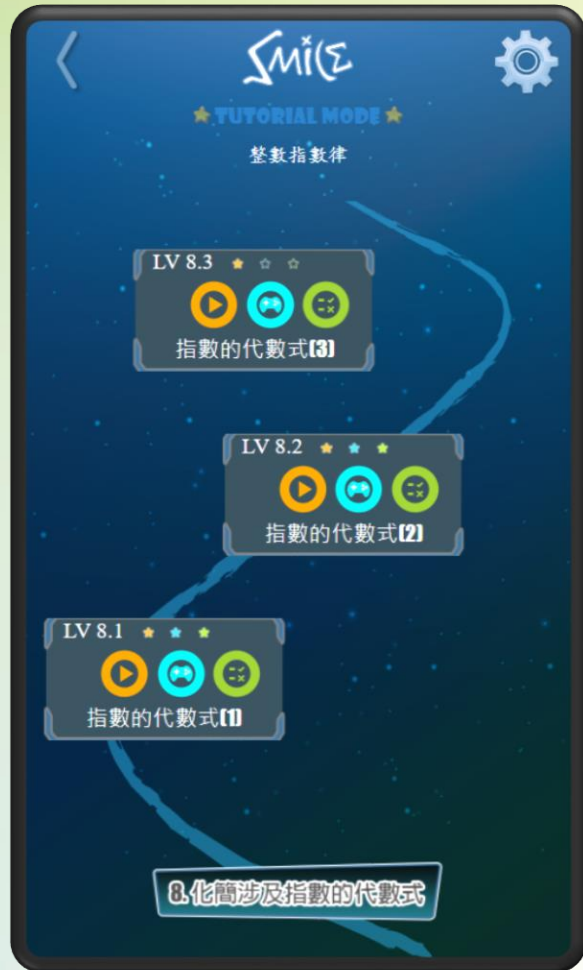 SMILE
TUTORIAL MODE
整數指數律
LV 8.3
指數的代數式(3)
LV 8.2
指數的代數式(2)
LV 8.1
指數的代數式(1)
8.化簡涉及指數的代數式